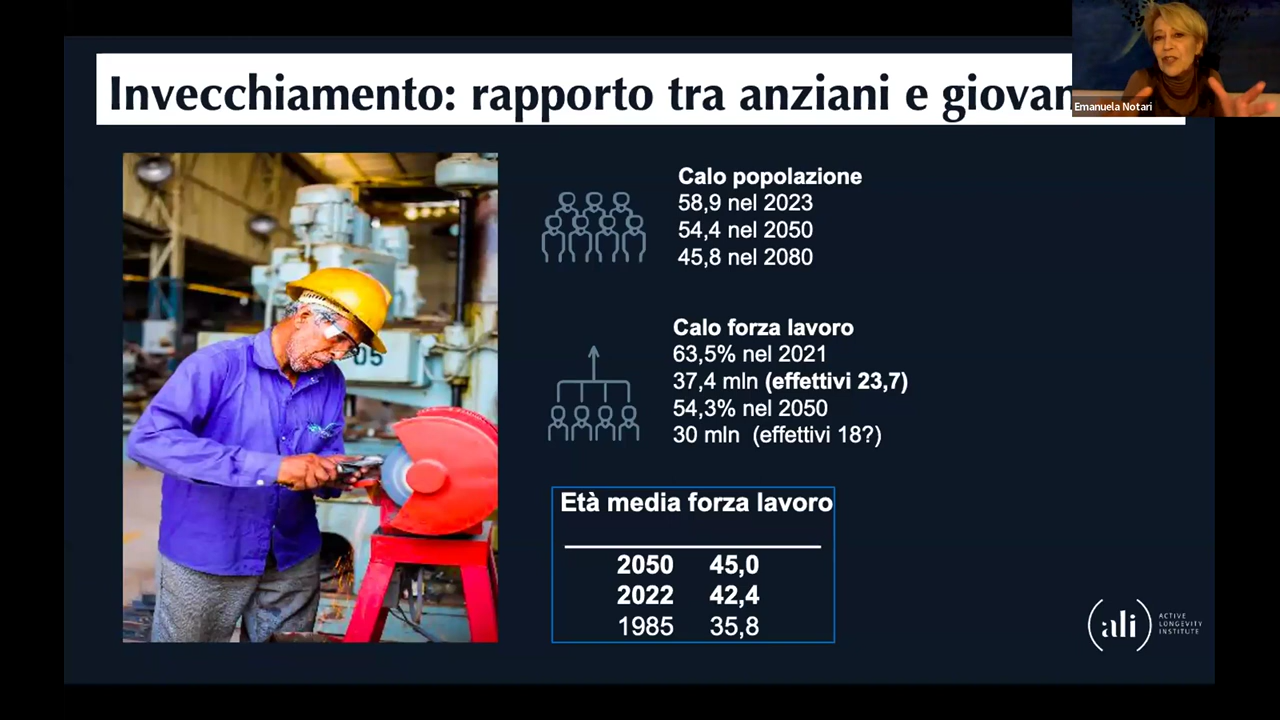 Invecchiamento: rapporto tra anziani e giovan
Emanuela Notari
Calo popolazione
58,9 nel 2023
54,4 nel 2050
45,8 nel 2080
Calo forza lavoro
63,5% nel 2021
37,4 mln (effettivi 23,7)
54,3% nel 2050
30 mln (effettivi 18?)
Età media forza lavoro
2050 45,0
2022 42,4
1985 35,8
05
ali
ACTIVE
LONGEVITY
INSTITUTE